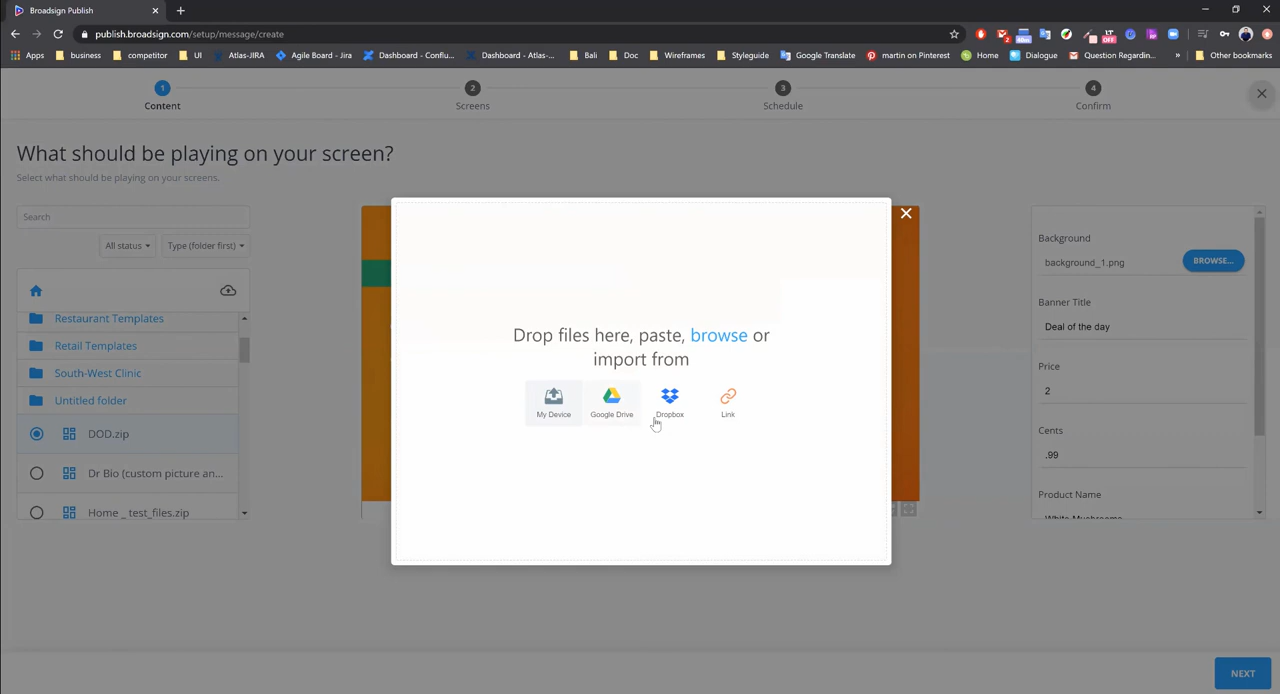 Broadsign Publish
publish.broadsign.com/setup/message/create
Apps business competitor UI Atlas-JIRA Agile Board - Jira Dashboard - Conflu... Dashboard - Atlas-... Bali Doc Wireframes Styleguide Google Translate martin on Pinterest Home Dialogue Question Regardin... » Other bookmarks
1 2 3 4
Content Screens Schedule Confirm
What should be playing on your screen?
Select what should be playing on your screens.
Search
All status Type (folder first)
Restaurant Templates
Retail Templates
South-West Clinic
Untitled folder
DOD.zip
Dr Bio (custom picture an...
Home _ test_files.zip
Drop files here, paste, browse or
import from
My Device Google Drive Dropbox Link
Background
background_1.png BROWSE...
Banner Title
Deal of the day
Price
2
Cents
.99
Product Name
White Mushrooms
NEXT